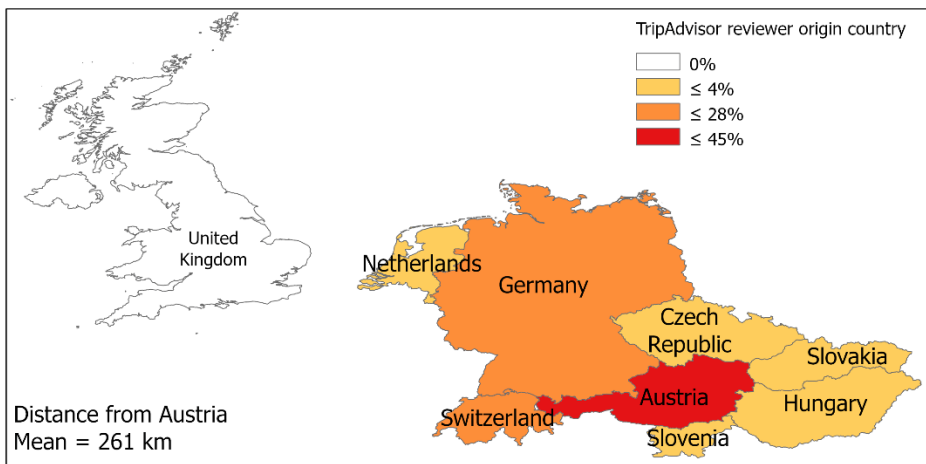 TripAdvisor reviewer origin country
0%
≤ 4%
≤ 28%
≤ 45%
United
Kingdom
Netherlands
Germany
Czech
Republic
Slovakia
Austria
Hungary
Switzerland
Slovenia
Distance from Austria
Mean = 261 km